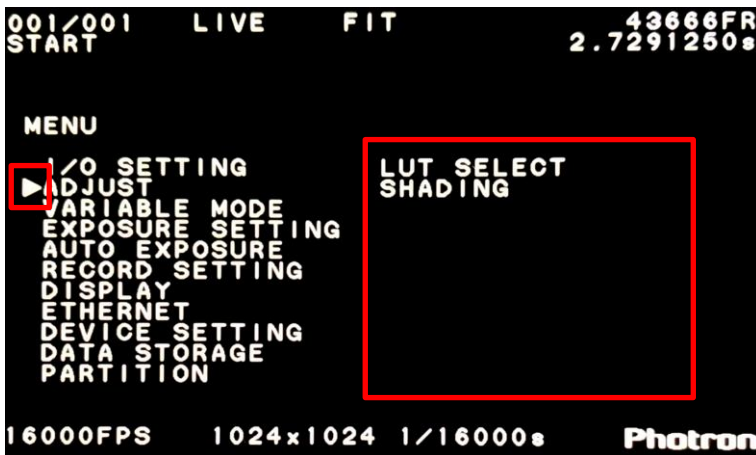 001/001 LIVE FIT 43666FR
START 2.7291250s
MENU
I/O SETTING LUT SELECT
ADJUST SHADING
VARIABLE MODE
EXPOSURE SETTING
AUTO EXPOSURE
RECORD SETTING
DISPLAY
ETHERNET
DEVICE SETTING
DATA STORAGE
PARTITION
16000FPS 1024x1024 1/16000s Photron